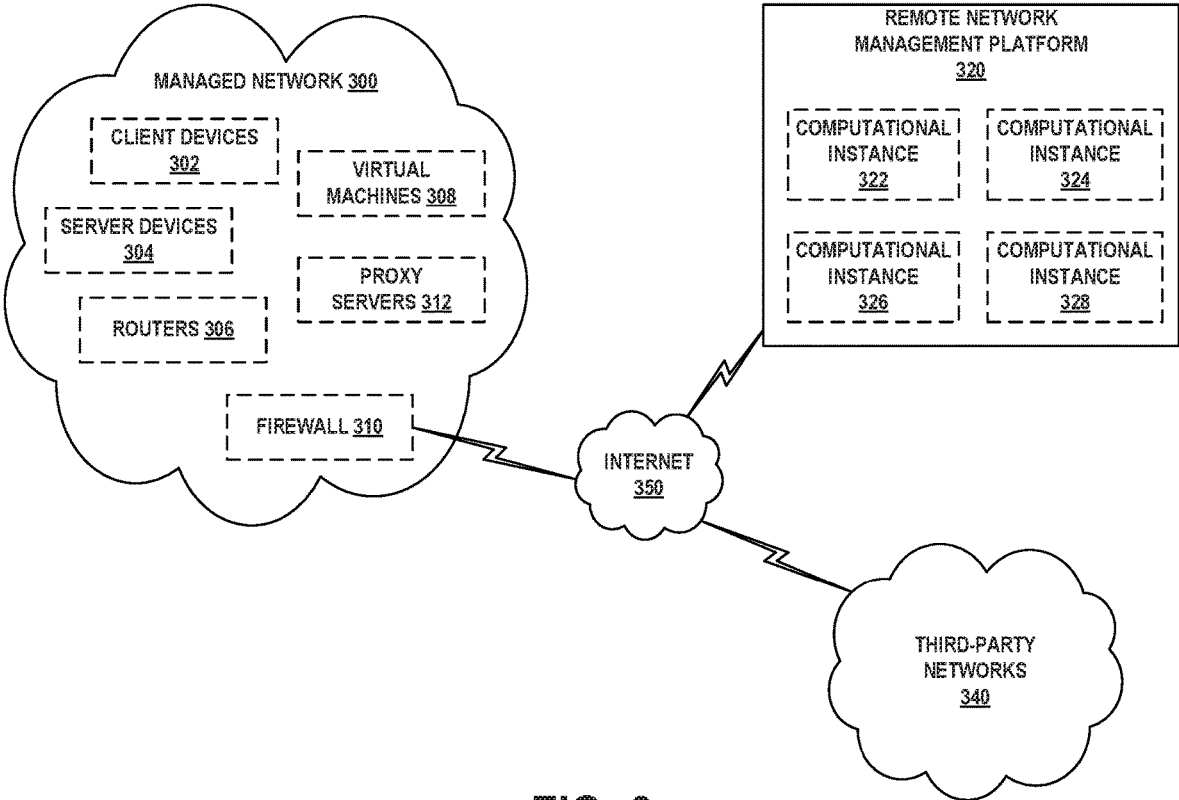 MANAGED NETWORK 300
CLIENT DEVICES
302
VIRTUAL
MACHINES 308
SERVER DEVICES
304
PROXY
SERVERS 312
ROUTERS 306
FIREWALL 310
REMOTE NETWORK
MANAGEMENT PLATFORM
320
COMPUTATIONAL
INSTANCE
322
COMPUTATIONAL
INSTANCE
324
COMPUTATIONAL
INSTANCE
326
COMPUTATIONAL
INSTANCE
328
INTERNET
350
THIRD-PARTY
NETWORKS
340